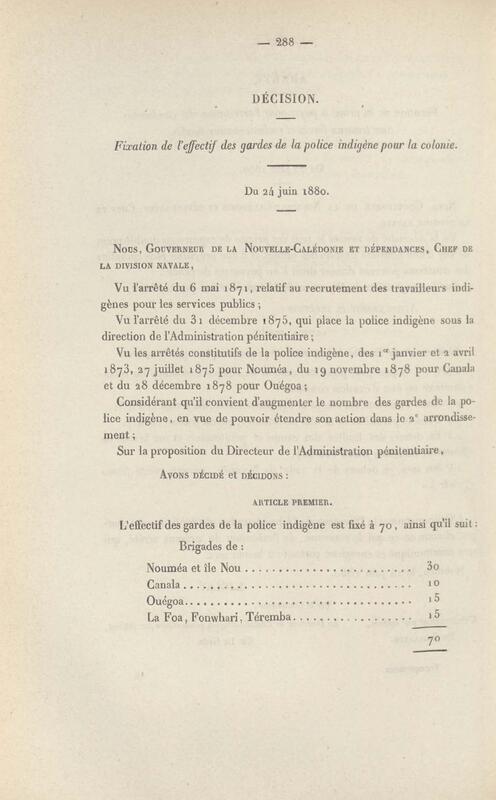 — 288 —
DÉCISION.
Fixation de l'effectif des gardes de la police indigène pour la colonie.
Du 24 juin 1880.
Nous, Gouverneur de la Nouvelle-Calédonie et dépendances, Chef de
la division navale,
Vu l'arrêté du 6 mai 1871, relatif au recrutement des travailleurs indi-
gènes pour les services publics ;
Vu l'arrêté du 31 décembre 1875, qui place la police indigène sous la
direction de l'Administration pénitentiaire ;
Vu les arrêtés constitutifs de la police indigène, des 1er janvier et 2 avril
1873, 27 juillet 1875 pour Nouméa, du 19 novembre 1878 pour Canala
et du 28 décembre 1878 pour Ouégoa ;
Considérant qu'il convient d'augmenter le nombre des gardes de la po-
lice indigène, en vue de pouvoir étendre son action dans le 2e arrondisse-
ment ;
Sur la proposition du Directeur de l'Administration pénitentiaire,
Avons décidé et décidons :
ARTICLE PREMIER.
L'effectif des gardes de la police indigène est fixé à 70, ainsi qu'il suit :
Brigades de :
Nouméa et île Nou ........................ 30
Canala .................................. 10
Ouégoa.................................. 15
La Foa, Fonwhari, Téremba................. 15
70